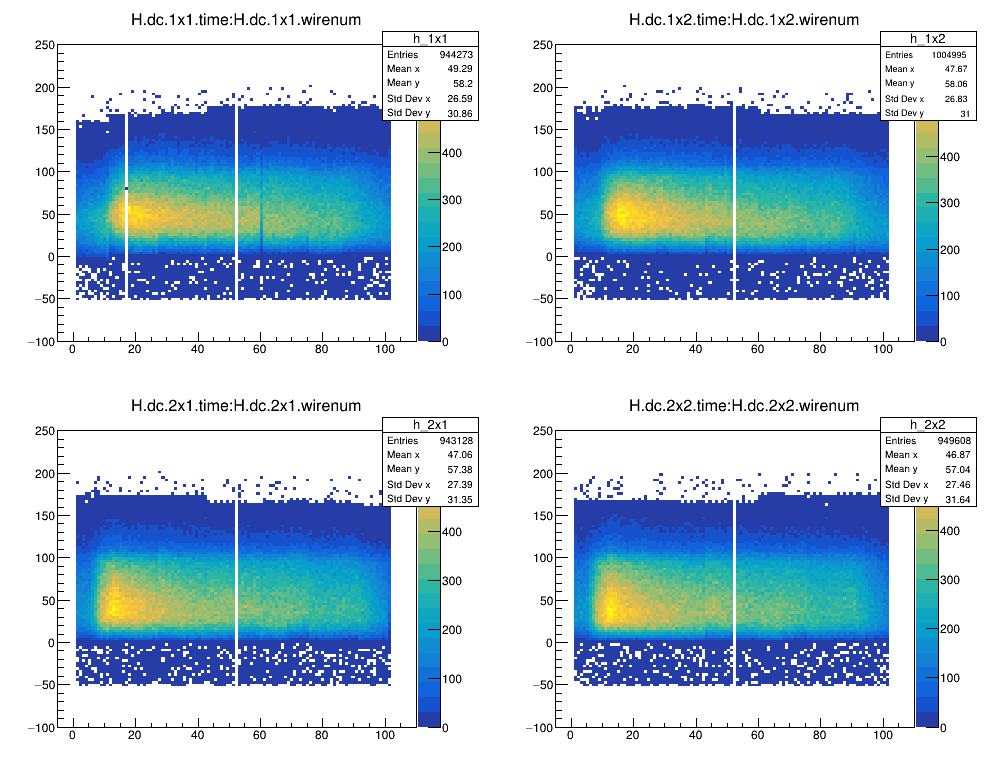 H.dc.1x1.time:H.dc.1x1.wirenum
h_1x1
Entries 944273
Mean x 49.29
Mean y 58.2
Std Dev x 26.59
Std Dev y 30.86
250
200
150
100
50
0
−50
−100
0 20 40 60 80 100
400
300
200
100
0
H.dc.1x2.time:H.dc.1x2.wirenum
h_1x2
Entries 1004995
Mean x 47.67
Mean y 58.06
Std Dev x 26.83
Std Dev y 31
250
200
150
100
50
0
−50
−100
0 20 40 60 80 100
400
300
200
100
0
H.dc.2x1.time:H.dc.2x1.wirenum
h_2x1
Entries 943128
Mean x 47.06
Mean y 57.38
Std Dev x 27.39
Std Dev y 31.35
250
200
150
100
50
0
−50
−100
0 20 40 60 80 100
400
300
200
100
0
H.dc.2x2.time:H.dc.2x2.wirenum
h_2x2
Entries 949608
Mean x 46.87
Mean y 57.04
Std Dev x 27.46
Std Dev y 31.64
250
200
150
100
50
0
−50
−100
0 20 40 60 80 100
400
300
200
100
0